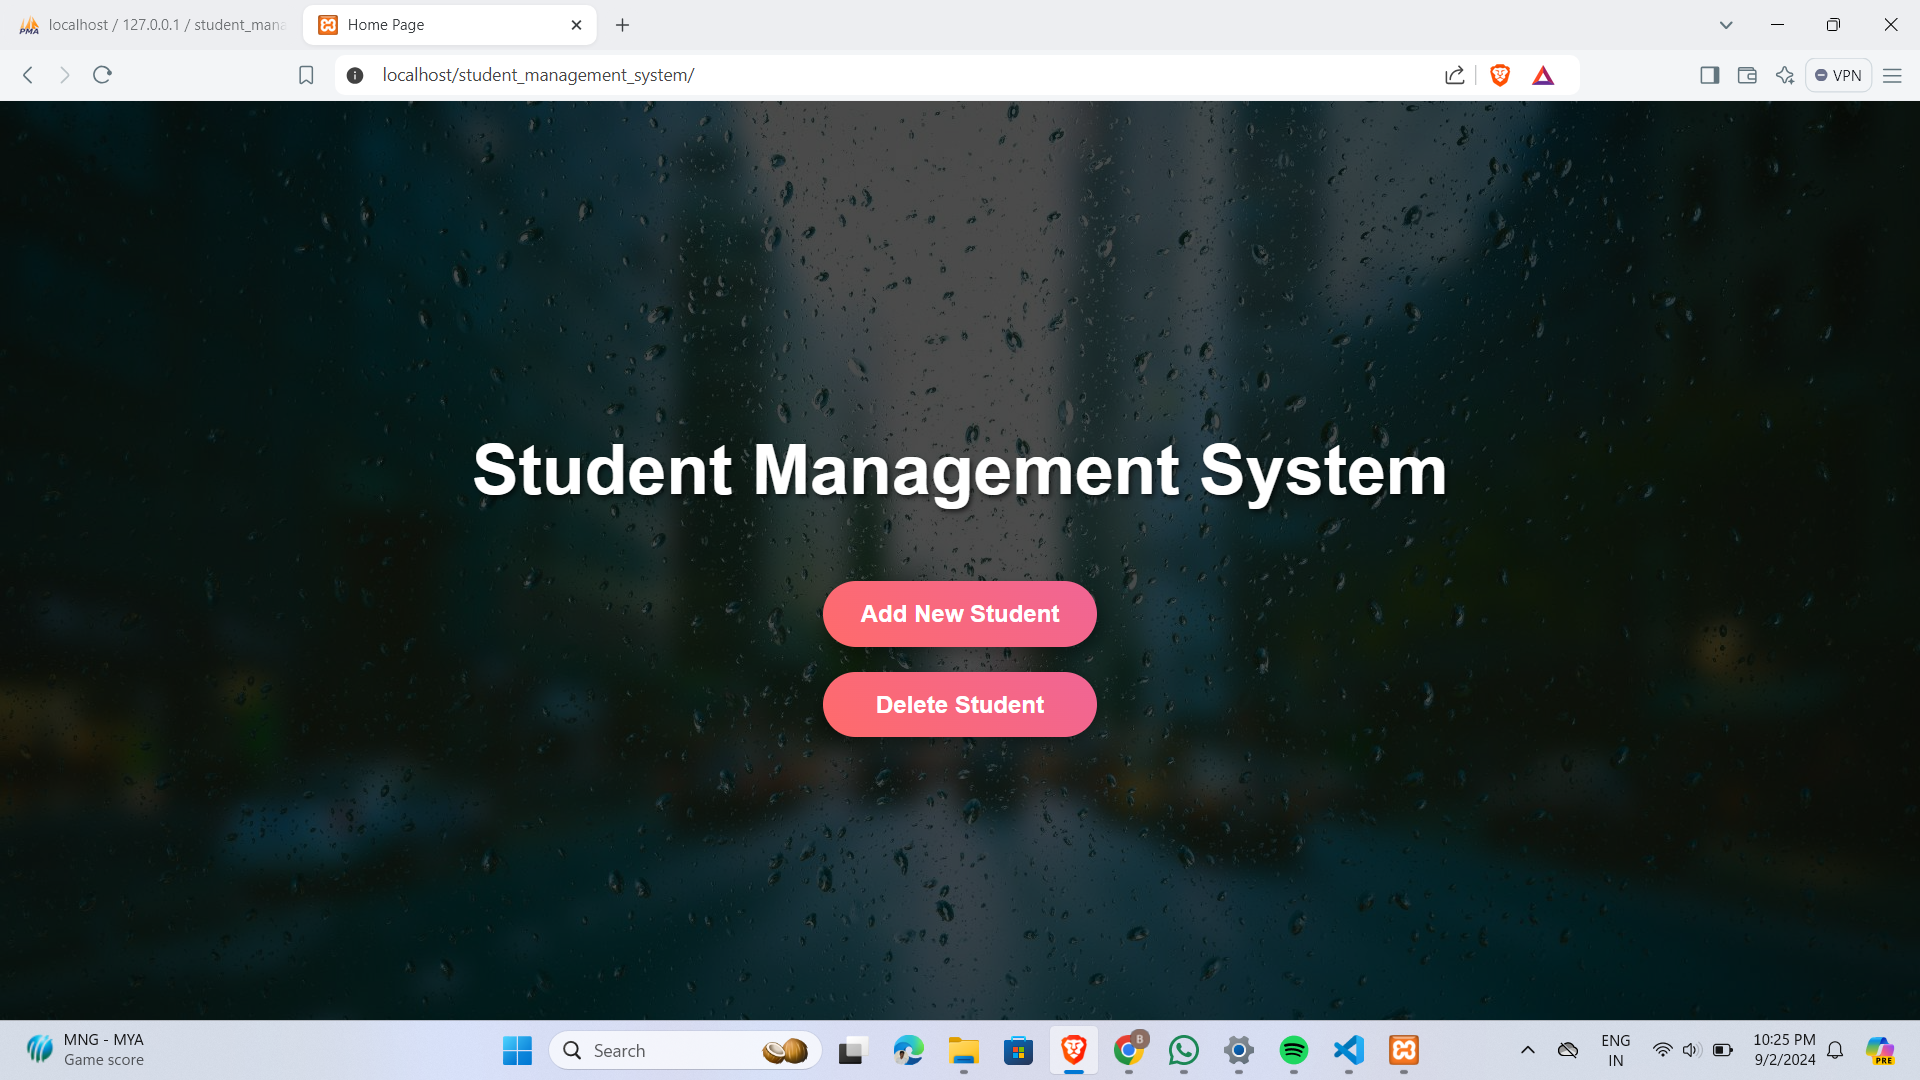 localhost / 127.0.0.1 / student_mana
Home Page
localhost/student_management_system/
VPN
Student Management System
Add New Student
Delete Student
MNG - MYA
Game score
Search
B
ENG
IN
10:25 PM
9/2/2024
PRE